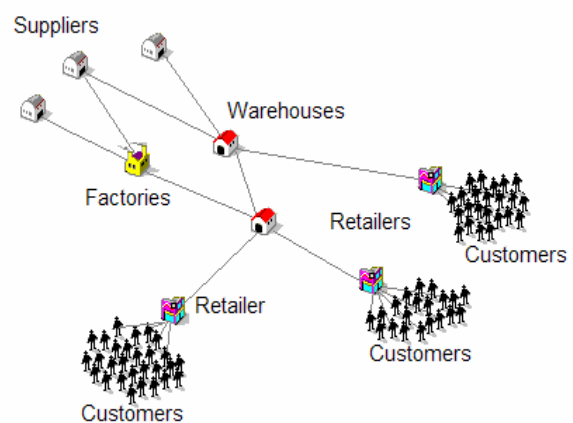 Suppliers
Warehouses
Factories
Retailers
Customers
Retailer
Customers
Customers